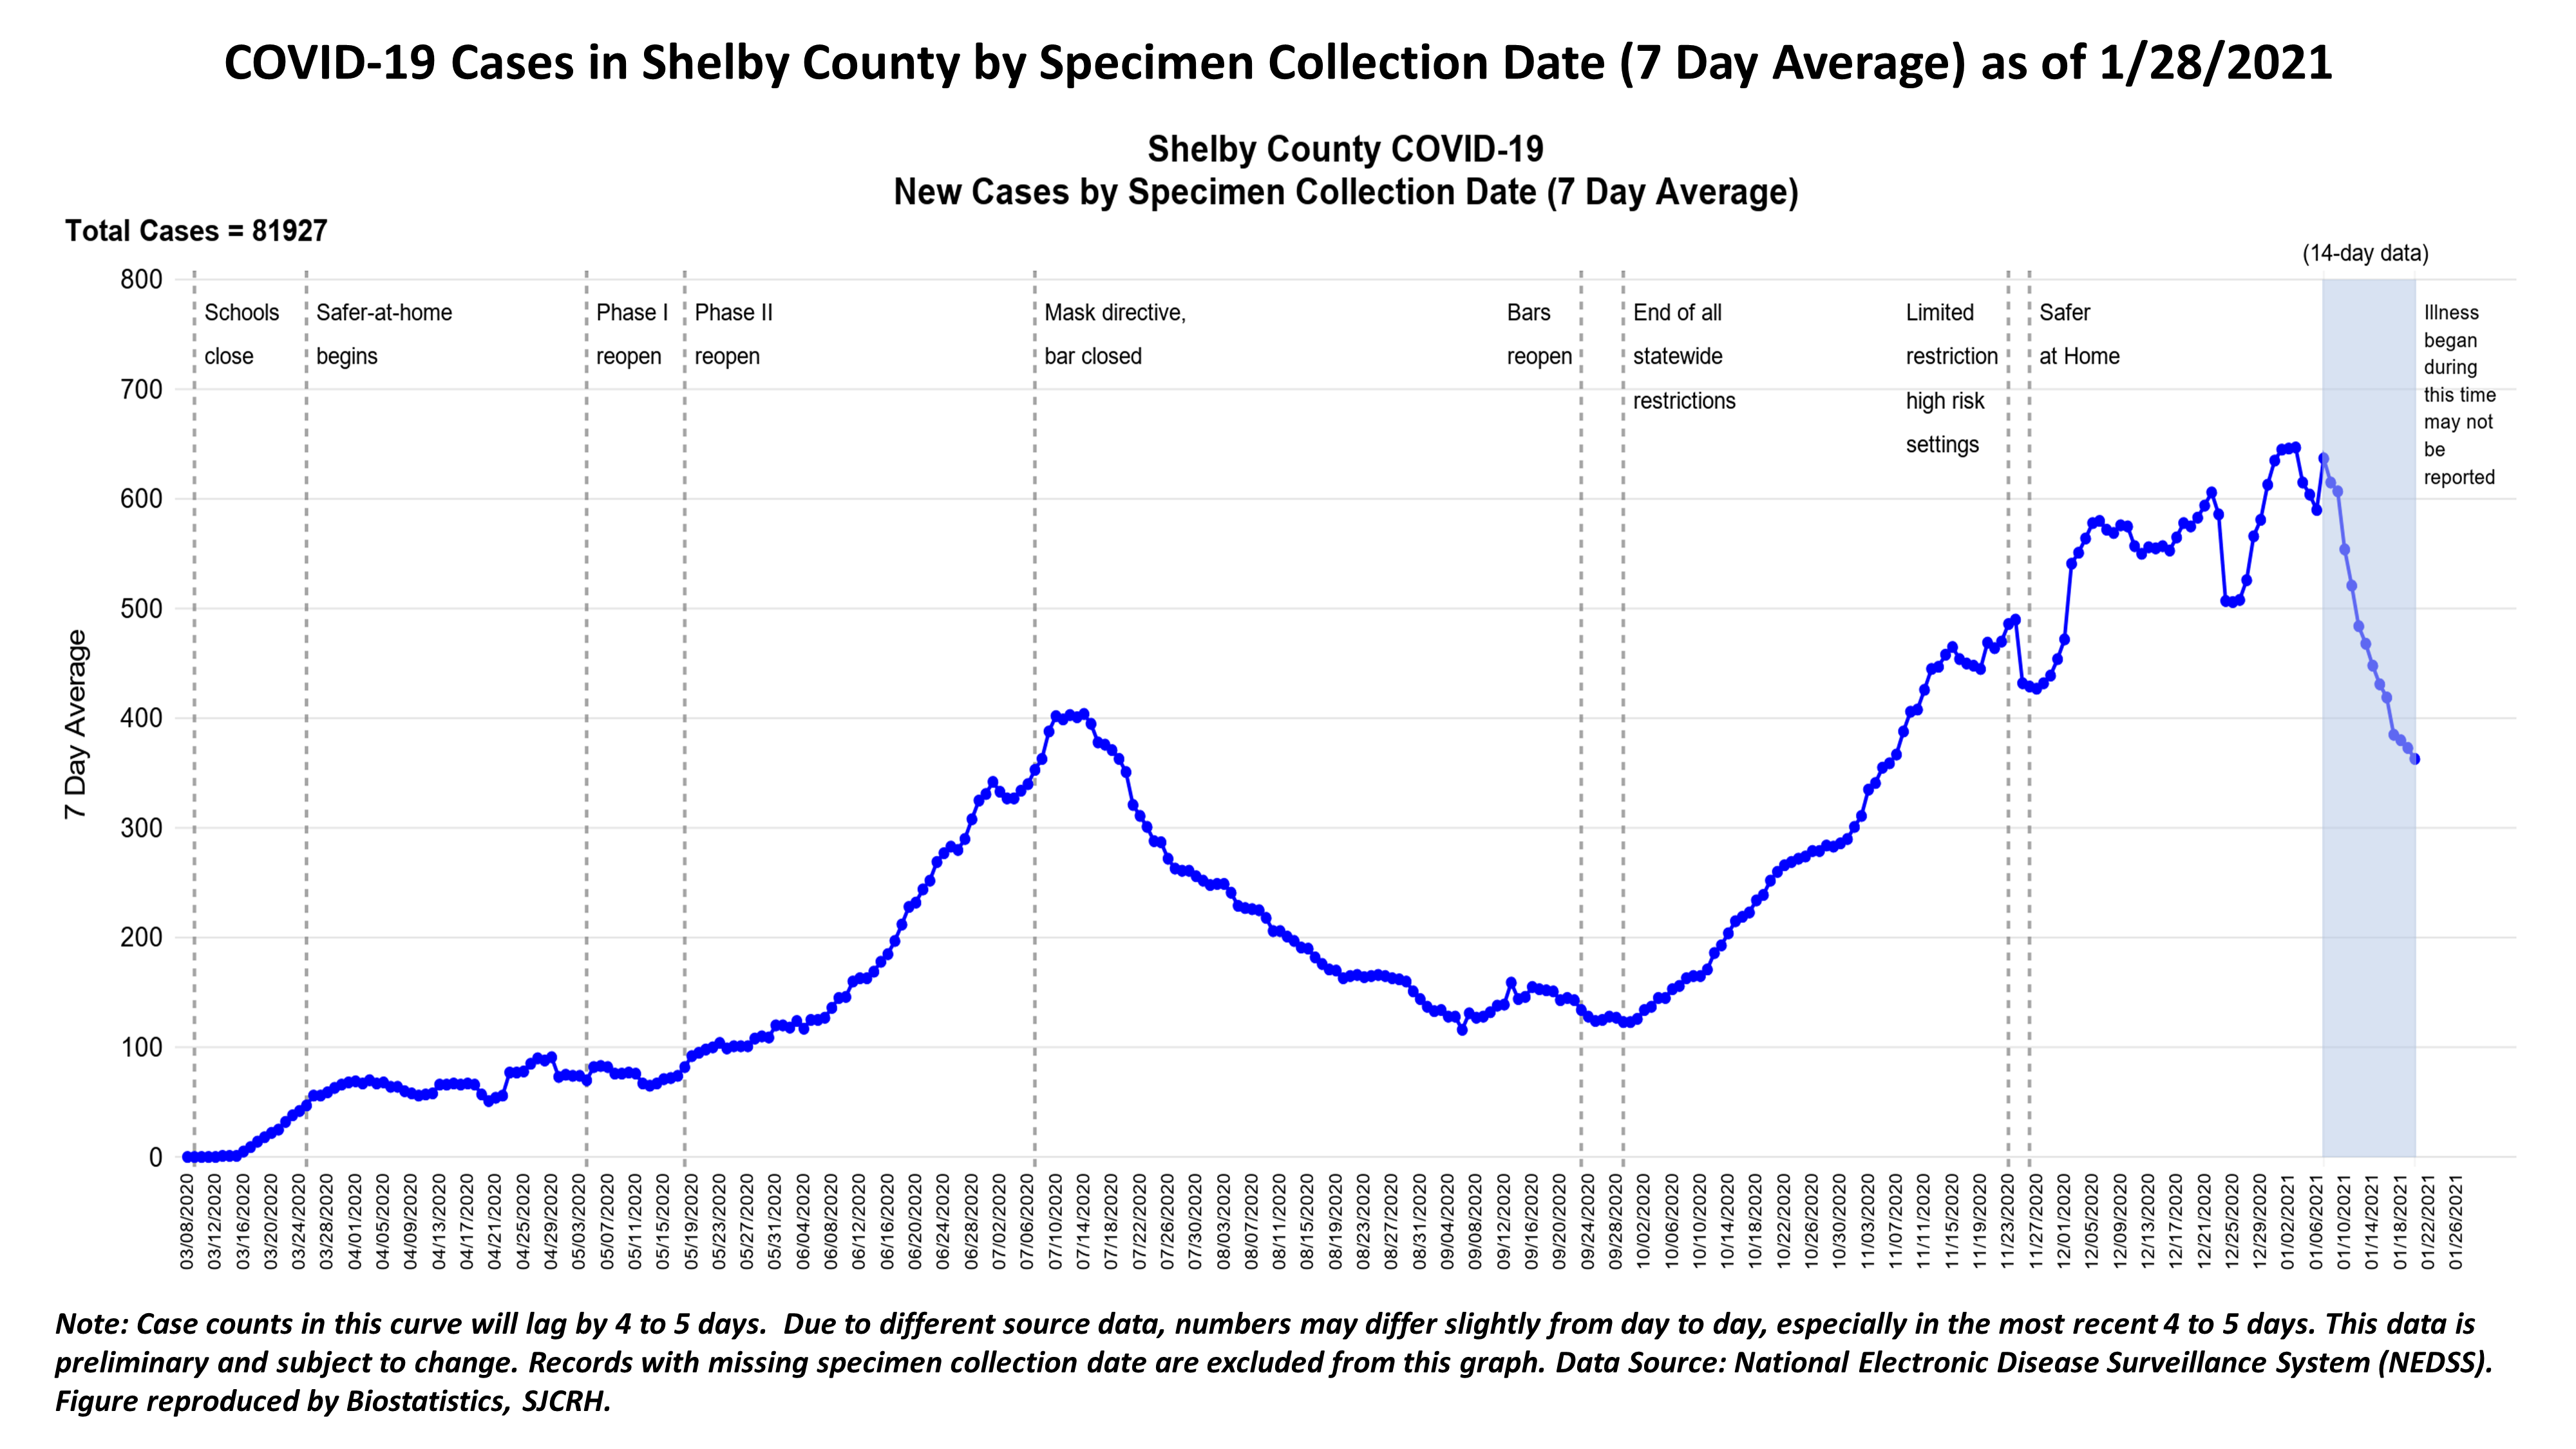 COVID-19 Cases in Shelby County by Specimen Collection Date (7 Day Average) as of 1/28/2021
Shelby County COVID-19
New Cases by Specimen Collection Date (7 Day Average)
Total Cases = 81927
(14-day data)
7 Day Average
800
700
600
500
400
300
200
100
0
Schools
close
Safer-at-home
begins
Phase I
reopen
Phase II
reopen
Mask directive,
bar closed
Bars
reopen
End of all
statewide
restrictions
Limited
restriction
high risk
settings
Safer
at Home
Illness
began
during
this time
may not
be
reported
03/08/2020
03/12/2020
03/16/2020
03/20/2020
03/24/2020
03/28/2020
04/01/2020
04/05/2020
04/09/2020
04/13/2020
04/17/2020
04/21/2020
04/25/2020
04/29/2020
05/03/2020
05/07/2020
05/11/2020
05/15/2020
05/19/2020
05/23/2020
05/27/2020
05/31/2020
06/04/2020
06/08/2020
06/12/2020
06/16/2020
06/20/2020
06/24/2020
06/28/2020
07/02/2020
07/06/2020
07/10/2020
07/14/2020
07/18/2020
07/22/2020
07/26/2020
07/30/2020
08/03/2020
08/07/2020
08/11/2020
08/15/2020
08/19/2020
08/23/2020
08/27/2020
08/31/2020
09/04/2020
09/08/2020
09/12/2020
09/16/2020
09/20/2020
09/24/2020
09/28/2020
10/02/2020
10/06/2020
10/10/2020
10/14/2020
10/18/2020
10/22/2020
10/26/2020
10/30/2020
11/03/2020
11/07/2020
11/11/2020
11/15/2020
11/19/2020
11/23/2020
11/27/2020
12/01/2020
12/05/2020
12/09/2020
12/13/2020
12/17/2020
12/21/2020
12/25/2020
12/29/2020
01/02/2021
01/06/2021
01/10/2021
01/14/2021
01/18/2021
01/22/2021
01/26/2021
Note: Case counts in this curve will lag by 4 to 5 days.  Due to different source data, numbers may differ slightly from day to day, especially in the most recent 4 to 5 days. This data is
preliminary and subject to change. Records with missing specimen collection date are excluded from this graph. Data Source: National Electronic Disease Surveillance System (NEDSS).
Figure reproduced by Biostatistics, SJCRH.